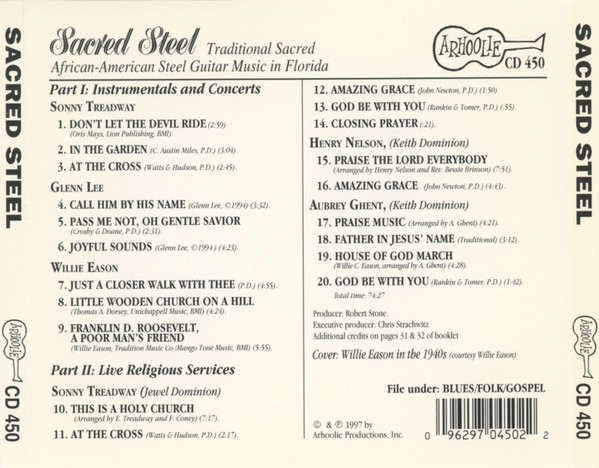 SACRED STEEL
ARHOOLIE
CD 450
Sacred Steel Traditional Sacred
African-American Steel Guitar Music in Florida
ARHOOLIE
CD 450
Part I: Instrumentals and Concerts
SONNY TREADWAY
1. DON'T LET THE DEVIL RIDE (2:59)
(Oris Mays, Lion Publishing, BMI).
2. IN THE GARDEN (C. Austin Miles, P.D.) (3:04).
3. AT THE CROSS (Watts & Hudson, P.D.) (2:45).
GLENN LEE
4. CALL HIM BY HIS NAME (Glenn Lee, ©1994) (3:32).
5. PASS ME NOT, OH GENTLE SAVIOR
(Crosby & Doane, P.D.) (2:31).
6. JOYFUL SOUNDS (Glenn Lee, ©1994 ) (4:23).
WILLIE EASON
7. JUST A CLOSER WALK WITH THEE (P.D.) (4:55).
8. LITTLE WOODEN CHURCH ON A HILL
(Thomas A. Dorsey, Unichappell Music, BMI) (4:24).
9. FRANKLIN D. ROOSEVELT,
A POOR MAN'S FRIEND
(Willie Eason, Tradition Music Co./Mango Tone Music, BMI) (5:55).
Part II: Live Religious Services
SONNY TREADWAY (Jewel Dominion)
10. THIS IS A HOLY CHURCH
(Arranged by E. Treadway and F. Coney) (7:17).
11. AT THE CROSS (Watts & Hudson, P.D.) (2:17).
12. AMAZING GRACE (John Newton, P.D.) (1:50)
13. GOD BE WITH YOU (Rankin & Tomer, P.D.) (:55).
14. CLOSING PRAYER (:21).
HENRY NELSON, (Keith Dominion)
15. PRAISE THE LORD EVERYBODY
(Arranged by Henry Nelson and Rev. Bessie Brinson) (7:51).
16. AMAZING GRACE (John Newton, P.D.) (4:43).
AUBREY GHENT, (Keith Dominion)
17. PRAISE MUSIC (Arranged by A. Ghent) (4:21).
18. FATHER IN JESUS' NAME (Traditional) (3:12).
19. HOUSE OF GOD MARCH
(Willie C. Eason, arranged by A. Ghent) (4:28).
20. GOD BE WITH YOU (Rankin & Tomer, P.D.) (1:42).
Total time: 74:27
Producer: Robert Stone.
Executive producer: Chris Strachwitz
Additional credits on pages 31 & 32 of booklet
Cover: Willie Eason in the 1940s (courtesy Willie Eason)
File under: BLUES/FOLK/GOSPEL
© & ℗ 1997 by
Arhoolie Productions, Inc.
0 96297 04502 2
SACRED STEEL
ARHOOLIE
CD 450